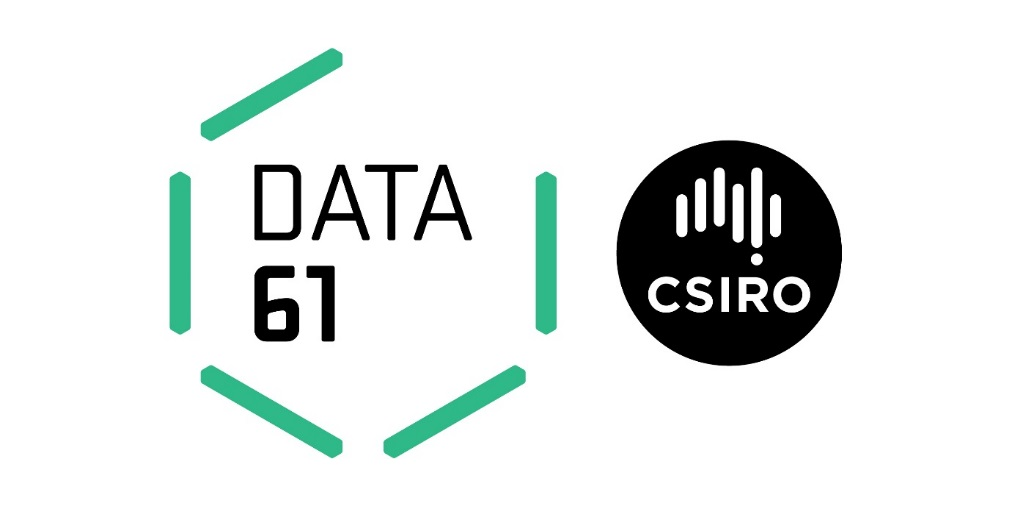 DATA
61
CSIRO